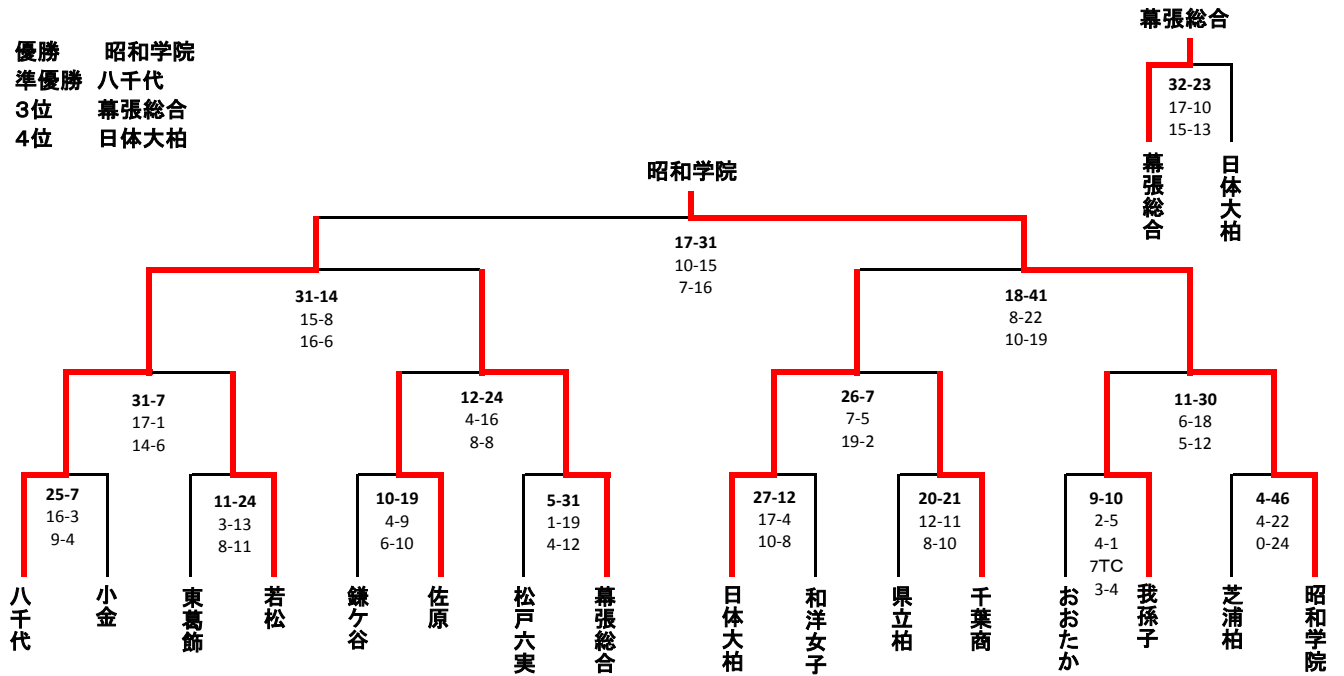 優勝 昭和学院
準優勝 八千代
3位 幕張総合
4位 日体大柏
幕張総合
32-23
17-10
15-13
幕張総合
日体大柏
昭和学院
17-31
10-15
7-16
31-14
15-8
16-6
18-41
8-22
10-19
31-7
17-1
14-6
12-24
4-16
8-8
26-7
7-5
19-2
11-30
6-18
5-12
25-7
16-3
9-4
11-24
3-13
8-11
10-19
4-9
6-10
5-31
1-19
4-12
27-12
17-4
10-8
20-21
12-11
8-10
9-10
2-5
4-1
7TC
3-4
4-46
4-22
0-24
八千代
小金
東葛飾
若松
鎌ケ谷
佐原
松戸六実
幕張総合
日体大柏
和洋女子
県立柏
千葉商
おおたか
我孫子
芝浦柏
昭和学院